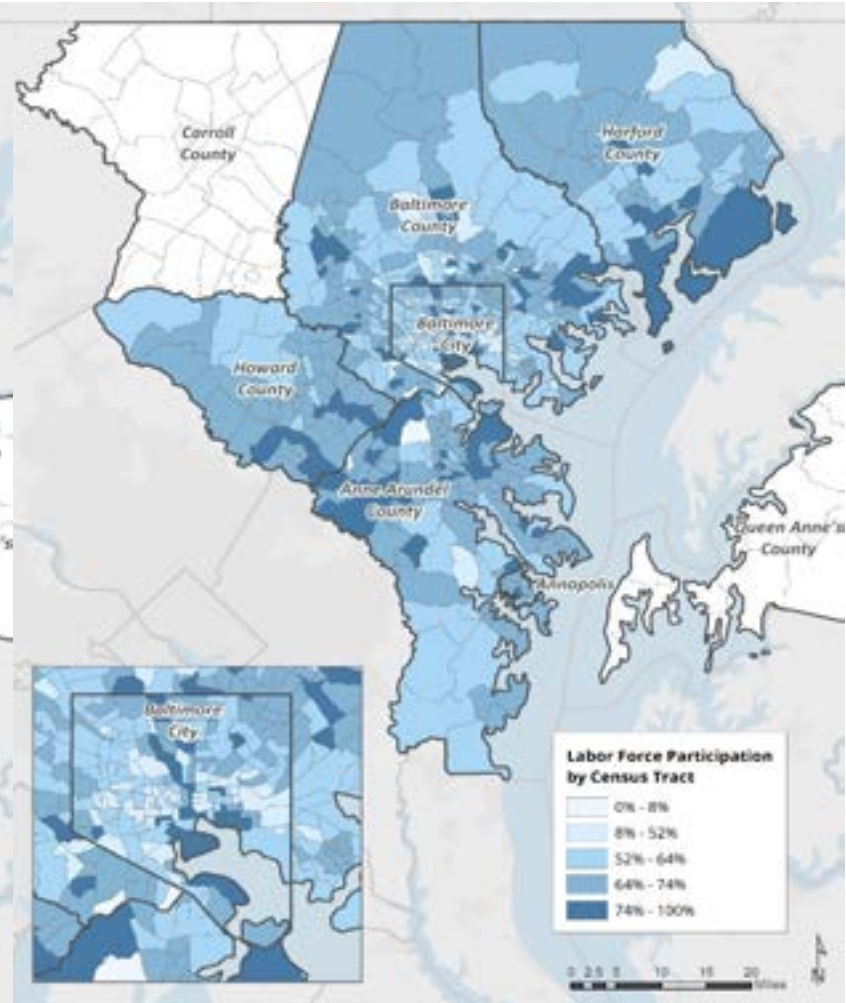 Carroll
County
Harford
County
Baltimore
County
Baltimore
City
Howard
County
Anne Arundel
County
Queen Anne's
County
Annapolis
's
Baltimore
City
Labor Force Participation
by Census Tract
0% - 8%
8% - 52%
52% - 64%
64% - 74%
74% - 100%
0 2.5 5 10 15 20
Miles
N